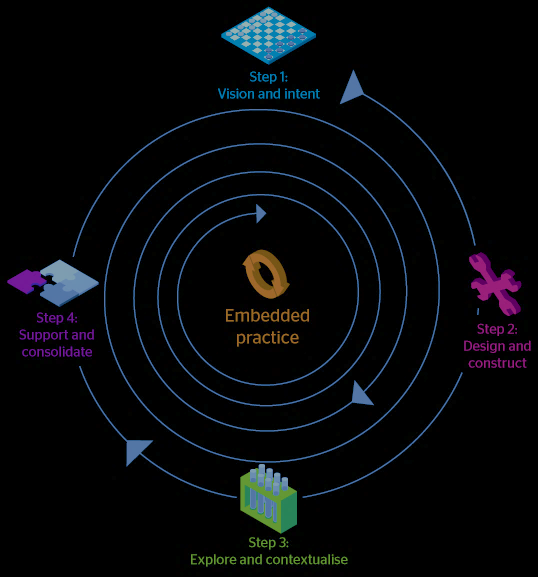 Step 1:
Vision and intent
Step 2:
Design and
construct
Step 3:
Explore and contextualise
Step 4:
Support and
consolidate
Embedded
practice